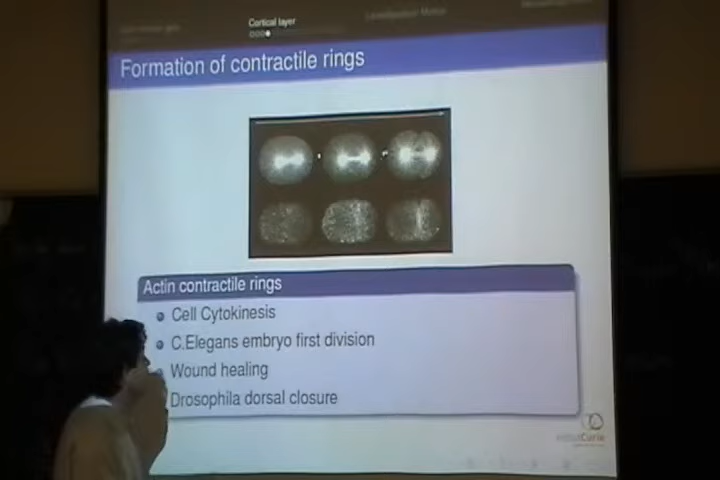 Cortical layer
Formation of contractile rings
Actin contractile rings
Cell Cytokinesis
C.Elegans embryo first division
Wound healing
Drosophila dorsal closure
institutCurie